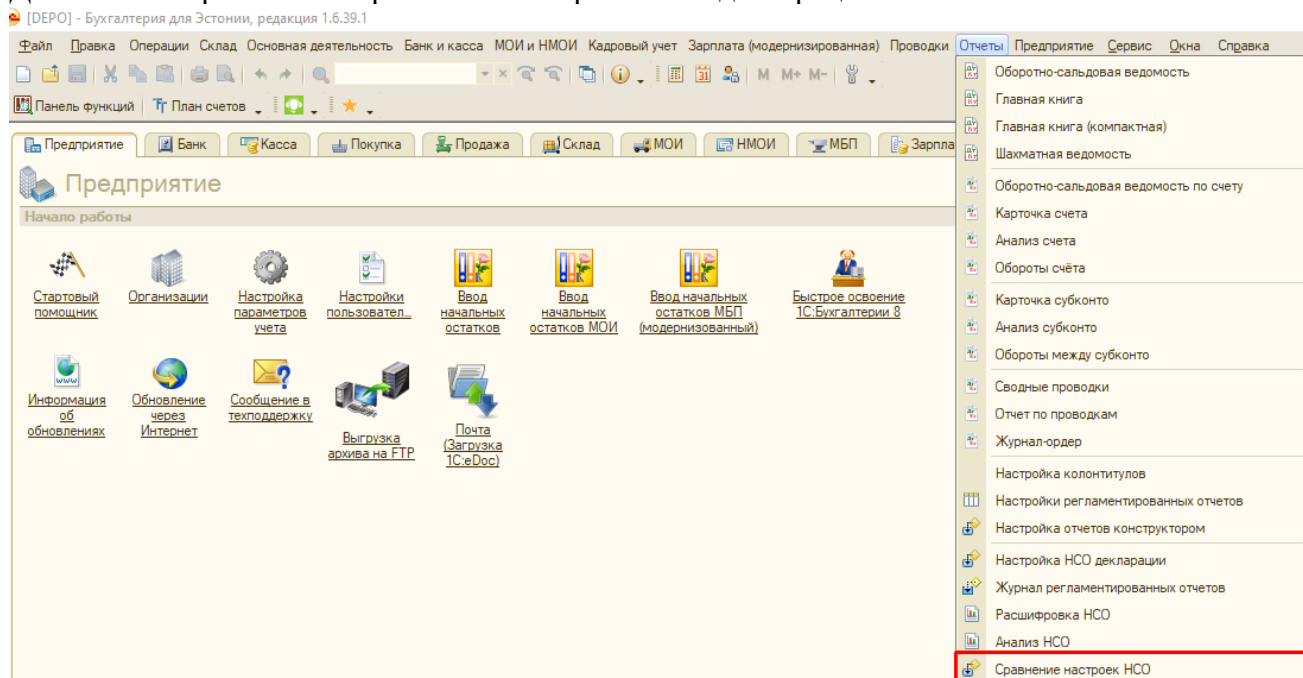 [DEPO] - Бухгалтерия для Эстонии, редакция 1.6.39.1
Файл Правка Операции Склад Основная деятельность Банк и касса МОИ и НМОИ Кадровый учет Зарплата (модернизированная) Проводки Отчеты Предприятие Сервис Окна Справка
M M+ M-
Панель функций Тт План счетов
Предприятие Банк Касса Покупка Продажа Склад МОИ НМОИ МБП Зарпла
Предприятие
Начало работы
Стартовый помощник
Организации
Настройка параметров учета
Настройки пользовател...
Ввод начальных остатков
Ввод начальных остатков МОИ
Ввод начальных остатков МБП (модернизованный)
Быстрое освоение 1С:Бухгалтерии 8
Информация об обновлениях
Обновление через Интернет
Сообщение в техподдержку
Выгрузка архива на FTP
Почта (Загрузка 1C:eDoc)
Оборотно-сальдовая ведомость
Главная книга
Главная книга (компактная)
Шахматная ведомость
Оборотно-сальдовая ведомость по счету
Карточка счета
Анализ счета
Обороты счёта
Карточка субконто
Анализ субконто
Обороты между субконто
Сводные проводки
Отчет по проводкам
Журнал-ордер
Настройка колонтитулов
Настройки регламентированных отчетов
Настройка отчетов конструктором
Настройка НСО декларации
Журнал регламентированных отчетов
Расшифровка НСО
Анализ НСО
Сравнение настроек НСО